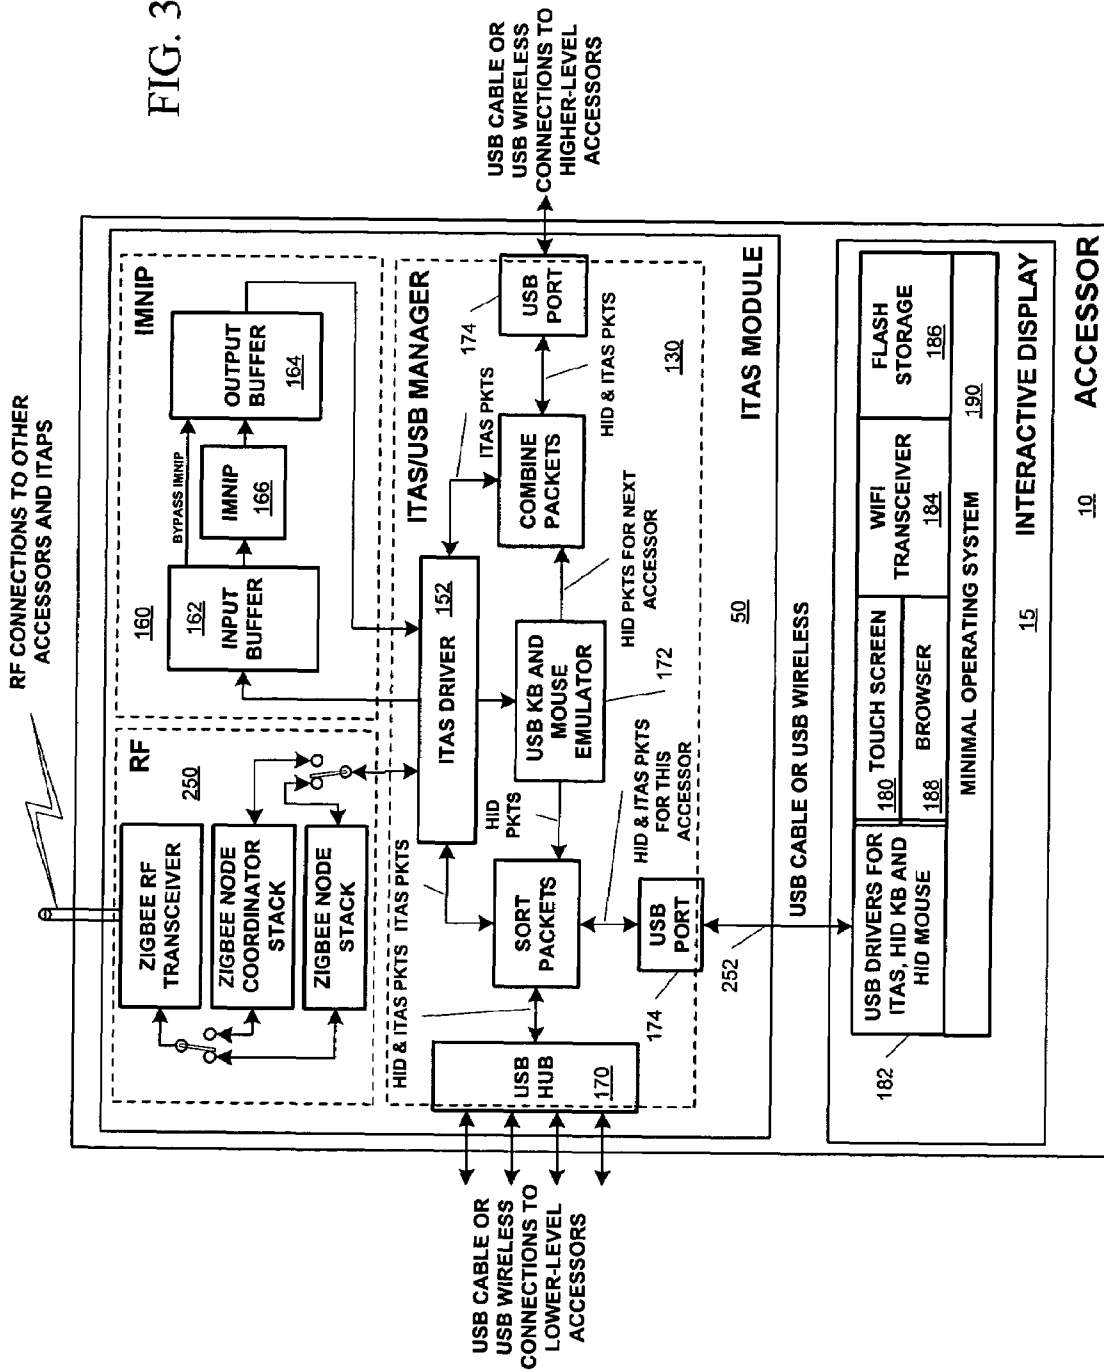 FIG. 3
RF CONNECTIONS TO OTHER
ACCESSORS AND ITAPS
RF
250
ZIGBEE RF
TRANSCEIVER
ZIGBEE NODE
COORDINATOR
STACK
ZIGBEE NODE
STACK
IMNIP
160
162
INPUT
BUFFER
BYPASS IMNIP
IMNIP
166
OUTPUT
BUFFER
164
ITAS/USB MANAGER
ITAS DRIVER
152
ITAS PKTS
174
ITAS PKTS
HID & ITAS PKTS
USB
HUB
170
SORT
PACKETS
HID
PKTS
USB KB AND
MOUSE
EMULATOR
172
HID PKTS FOR NEXT
ACCESSOR
COMBINE
PACKETS
HID & ITAS PKTS
USB
PORT
130
HID & ITAS PKTS
FOR THIS
ACCESSOR
USB
PORT
174
50
ITAS MODULE
USB CABLE OR
USB WIRELESS
CONNECTIONS TO
LOWER-LEVEL
ACCESSORS
USB CABLE OR
USB WIRELESS
CONNECTIONS TO
HIGHER-LEVEL
ACCESSORS
252
USB CABLE OR USB WIRELESS
USB DRIVERS FOR
ITAS, HID KB AND
HID MOUSE
182
180 TOUCH SCREEN
188 BROWSER
WIFI
TRANSCEIVER
184
FLASH
STORAGE
186
MINIMAL OPERATING SYSTEM
190
15 INTERACTIVE DISPLAY
10 ACCESSOR